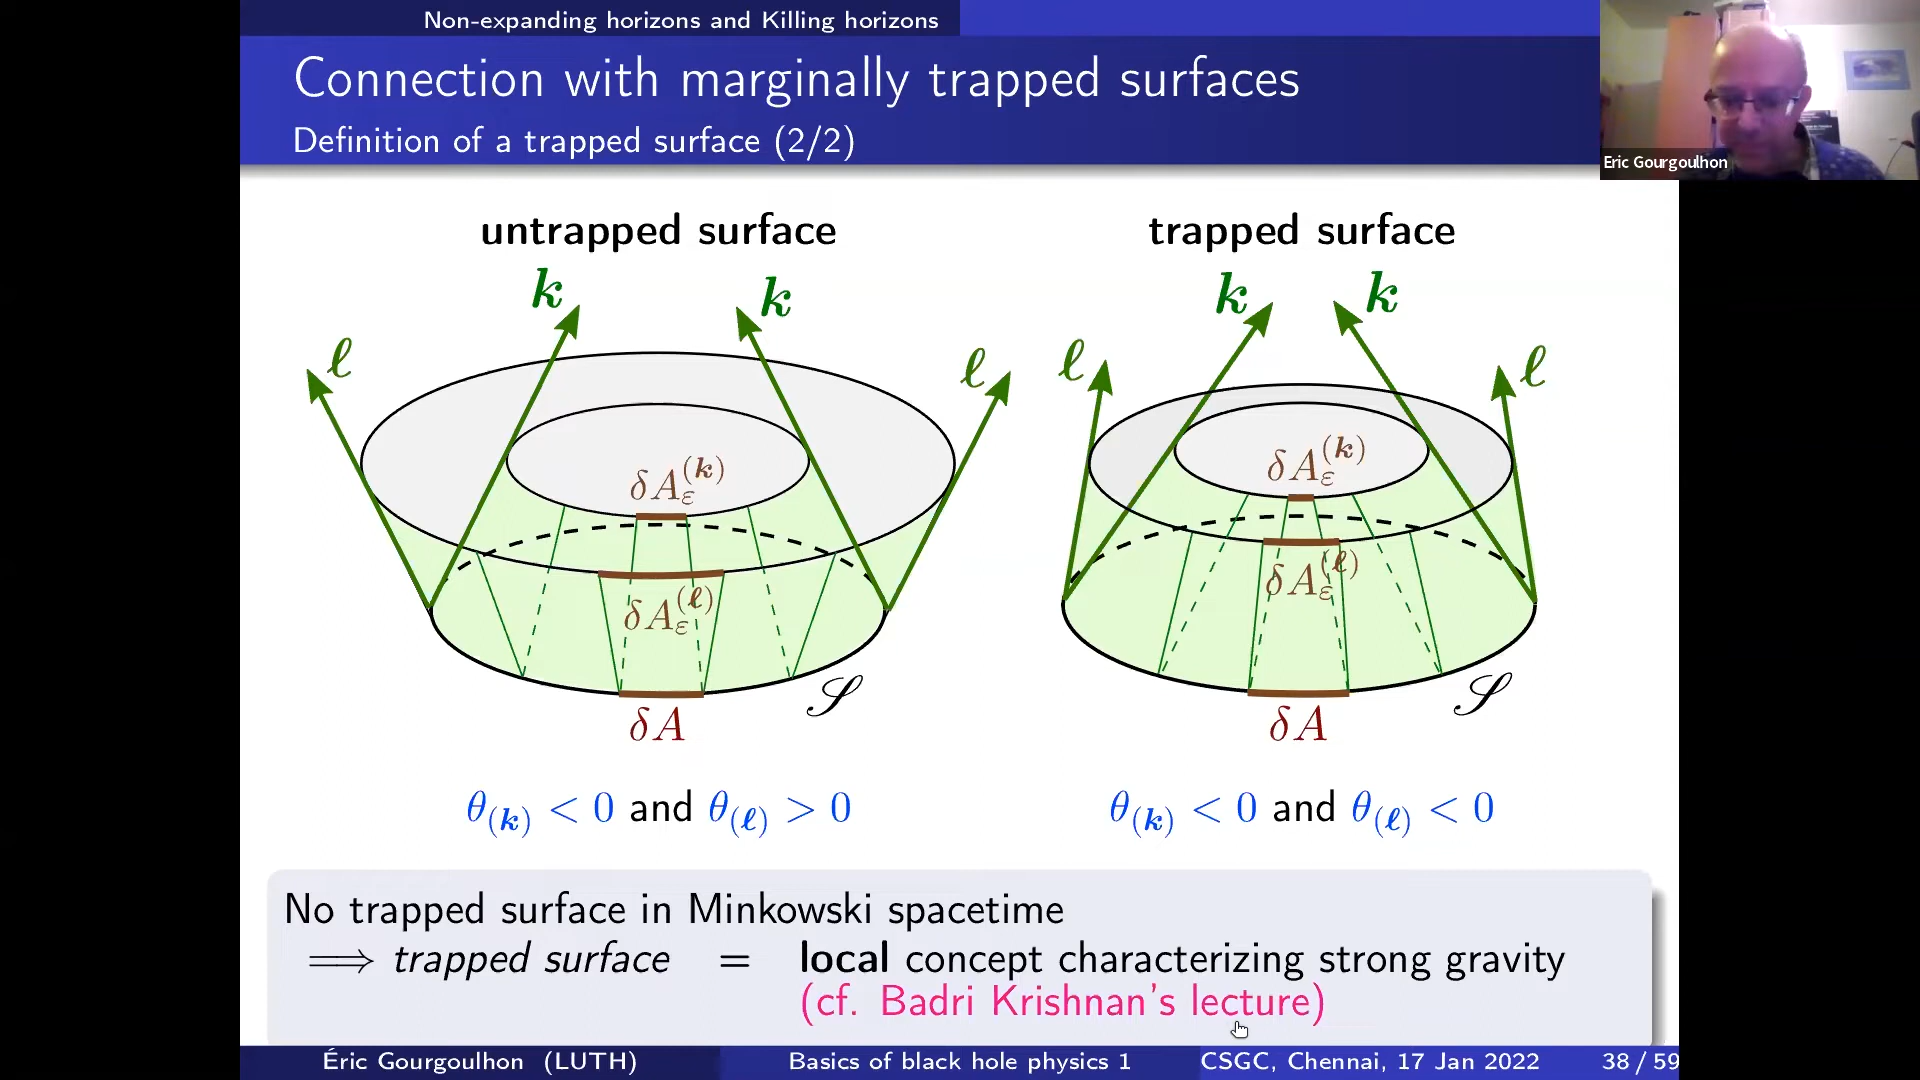 Non-expanding horizons and Killing horizons
Connection with marginally trapped surfaces
Definition of a trapped surface (2/2)
Eric Gourgoulhon
untrapped surface
trapped surface
k
k
k
k
ℓ
ℓ
ℓ
ℓ
δA_ε^(k)
δA_ε^(k)
δA_ε^(ℓ)
δA_ε^(ℓ)
𝒮
𝒮
δA
δA
θ_(k) < 0 and θ_(ℓ) > 0
θ_(k) < 0 and θ_(ℓ) < 0
No trapped surface in Minkowski spacetime
⟹ trapped surface = local concept characterizing strong gravity
(cf. Badri Krishnan's lecture)
Éric Gourgoulhon (LUTH) Basics of black hole physics 1 CSGC, Chennai, 17 Jan 2022 38 / 59